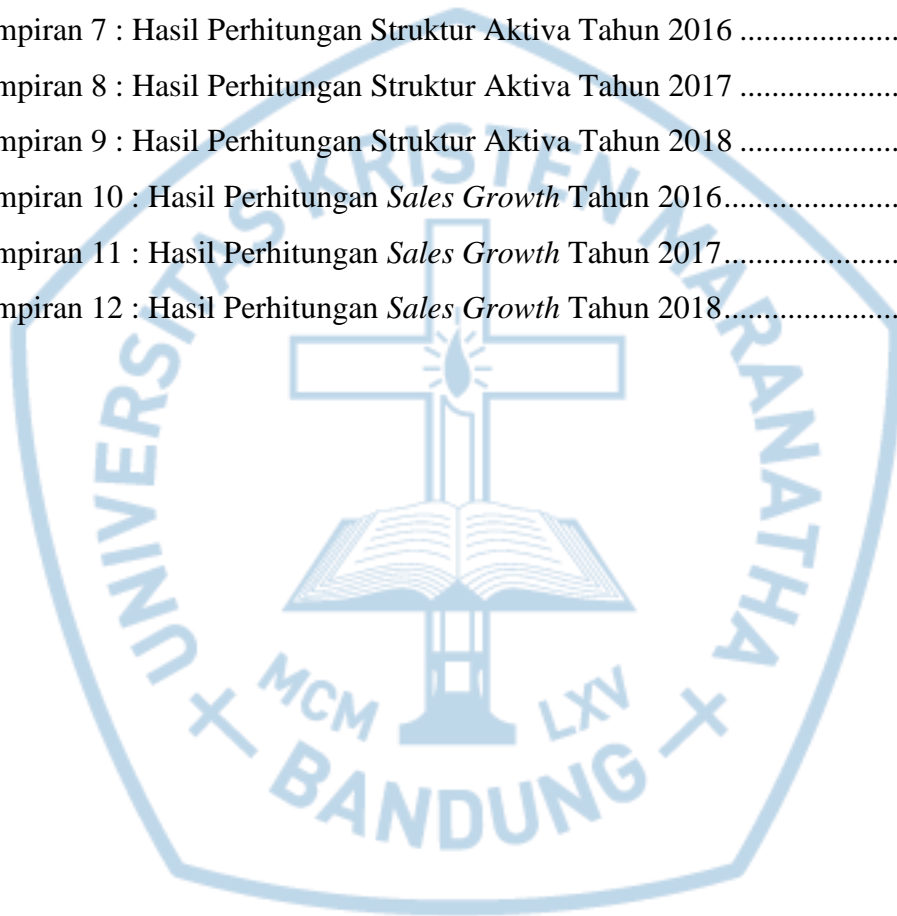 mpiran 7 : Hasil Perhitungan Struktur Aktiva Tahun 2016 ....................
mpiran 8 : Hasil Perhitungan Struktur Aktiva Tahun 2017 ....................
mpiran 9 : Hasil Perhitungan Struktur Aktiva Tahun 2018 ....................
mpiran 10 : Hasil Perhitungan Sales Growth Tahun 2016......................
mpiran 11 : Hasil Perhitungan Sales Growth Tahun 2017......................
mpiran 12 : Hasil Perhitungan Sales Growth Tahun 2018......................
UNIVERSITAS KRISTEN MARANATHA
MCM LXV
BANDUNG